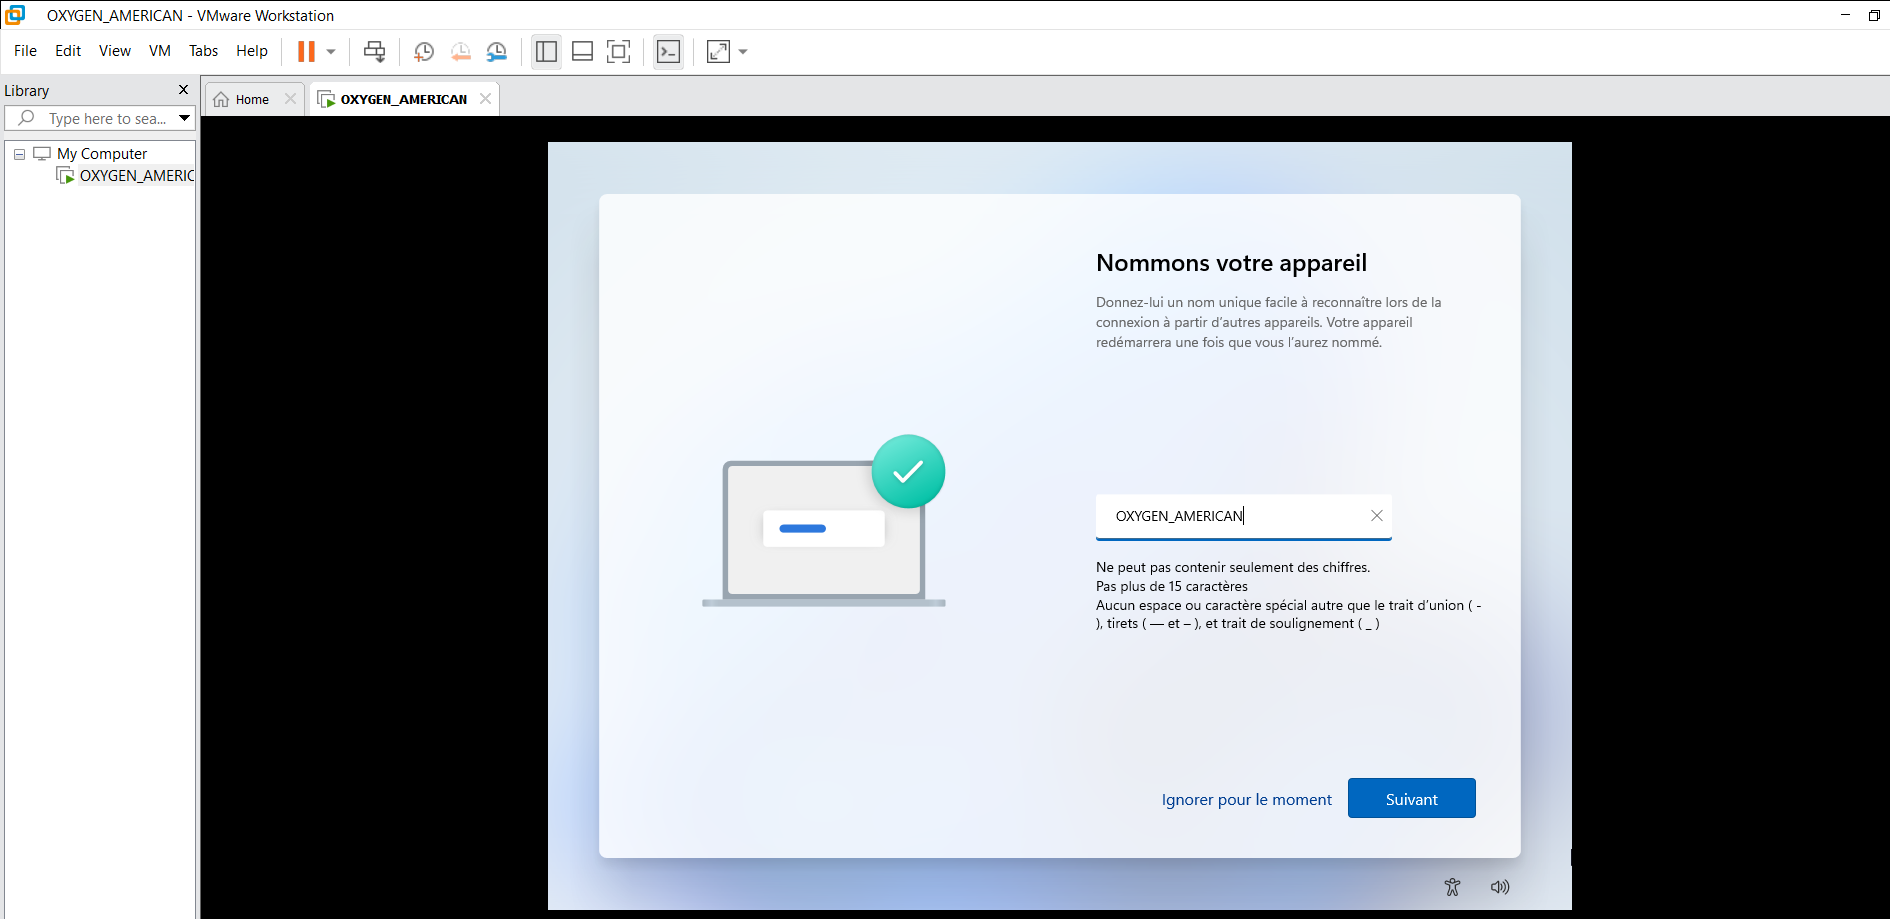 OXYGEN_AMERICAN - VMware Workstation
File Edit View VM Tabs Help
Library
Home
OXYGEN_AMERICAN
Type here to sea...
My Computer
OXYGEN_AMERIC
Nommons votre appareil
Donnez-lui un nom unique facile à reconnaître lors de la
connexion à partir d’autres appareils. Votre appareil
redémarrera une fois que vous l’aurez nommé.
OXYGEN_AMERICAN
Ne peut pas contenir seulement des chiffres.
Pas plus de 15 caractères
Aucun espace ou caractère spécial autre que le trait d’union ( -
), tirets ( — et – ), et trait de soulignement ( _ )
Ignorer pour le moment
Suivant